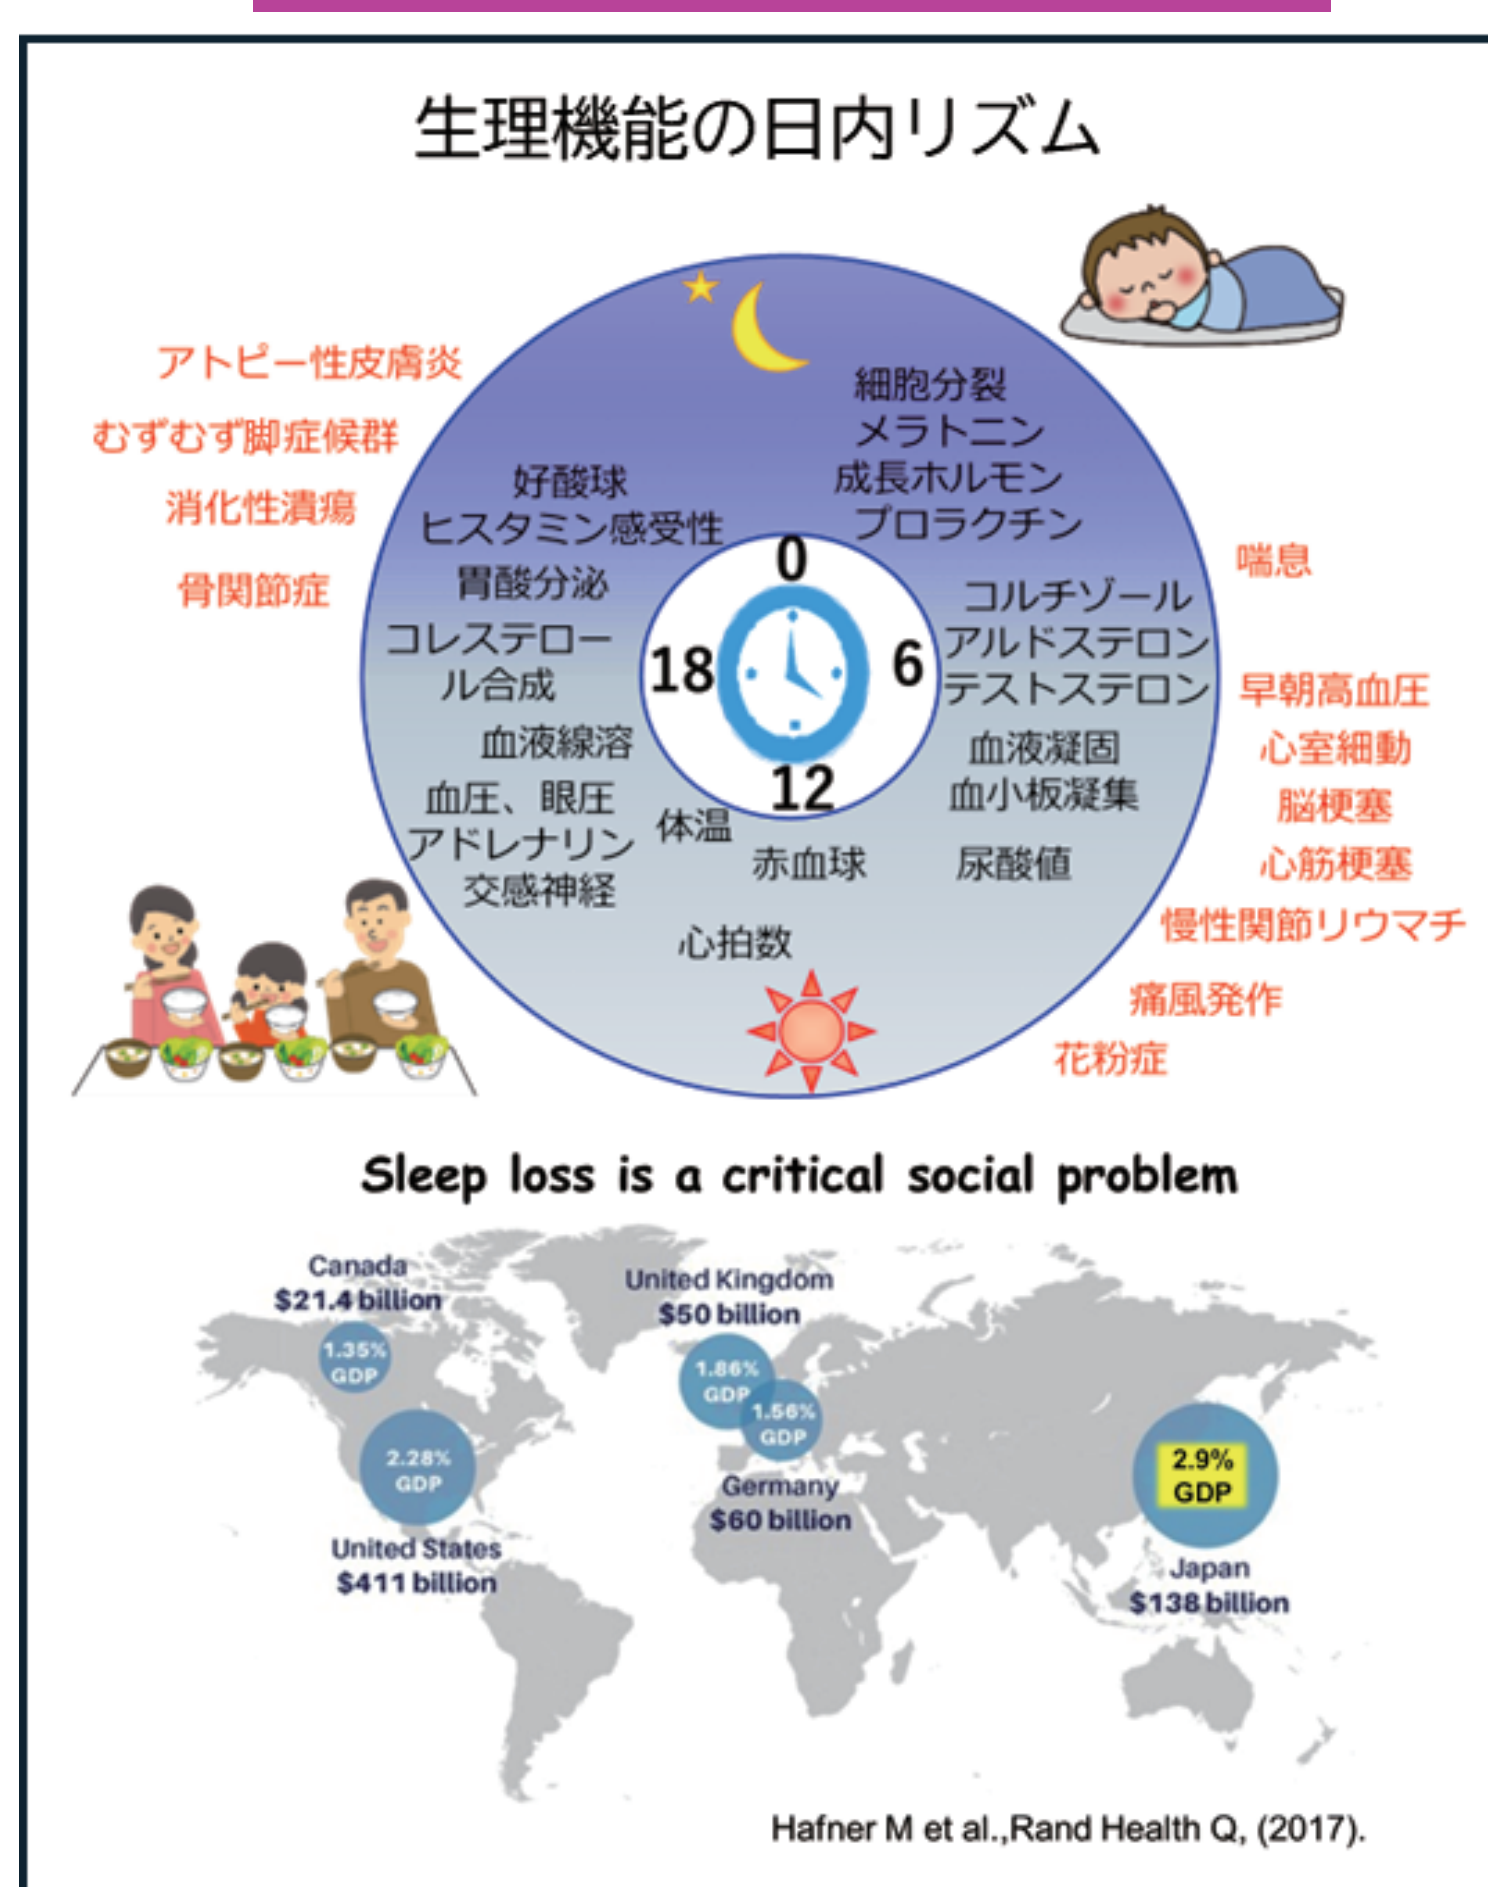 生理機能の日内リズム
アトピー性皮膚炎
むずむず脚症候群
消化性潰瘍
骨関節症
好酸球
ヒスタミン感受性
胃酸分泌
コレステロー
ル合成
血液線溶
血圧、眼圧
アドレナリン
交感神経
体温
心拍数
赤血球
細胞分裂
メラトニン
成長ホルモン
プロラクチン
コルチゾール
アルドステロン
テストステロン
血液凝固
血小板凝集
尿酸値
0
6
12
18
喘息
早朝高血圧
心室細動
脳梗塞
心筋梗塞
慢性関節リウマチ
痛風発作
花粉症
Sleep loss is a critical social problem
Canada
$21.4 billion
1.35%
GDP
2.28%
GDP
United States
$411 billion
United Kingdom
$50 billion
1.86%
GDP
1.56%
GDP
Germany
$60 billion
2.9%
GDP
Japan
$138 billion
Hafner M et al.,Rand Health Q, (2017).